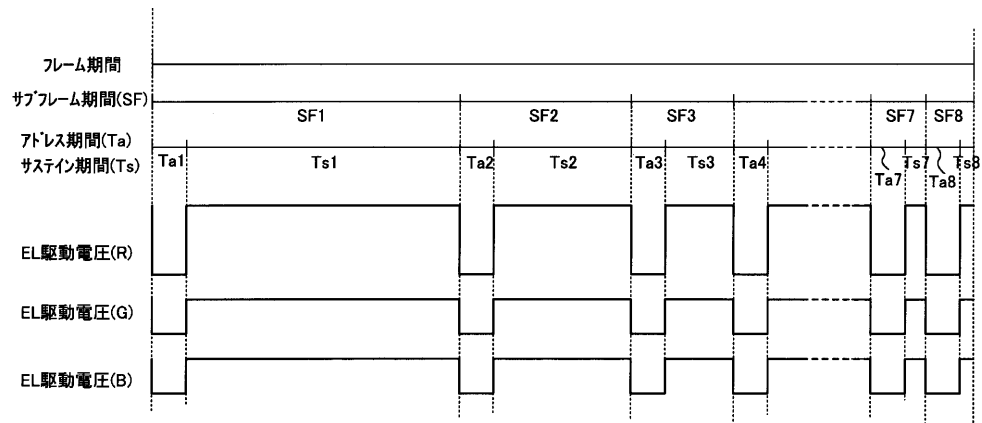 フレーム期間
サブフレーム期間(SF)
SF1 SF2 SF3 SF7 SF8
アドレス期間(Ta)
サステイン期間(Ts)
Ta1 Ts1 Ta2 Ts2 Ta3 Ts3 Ta4 Ts7 Ts8
Ta7 Ta8
EL駆動電圧(R)
EL駆動電圧(G)
EL駆動電圧(B)